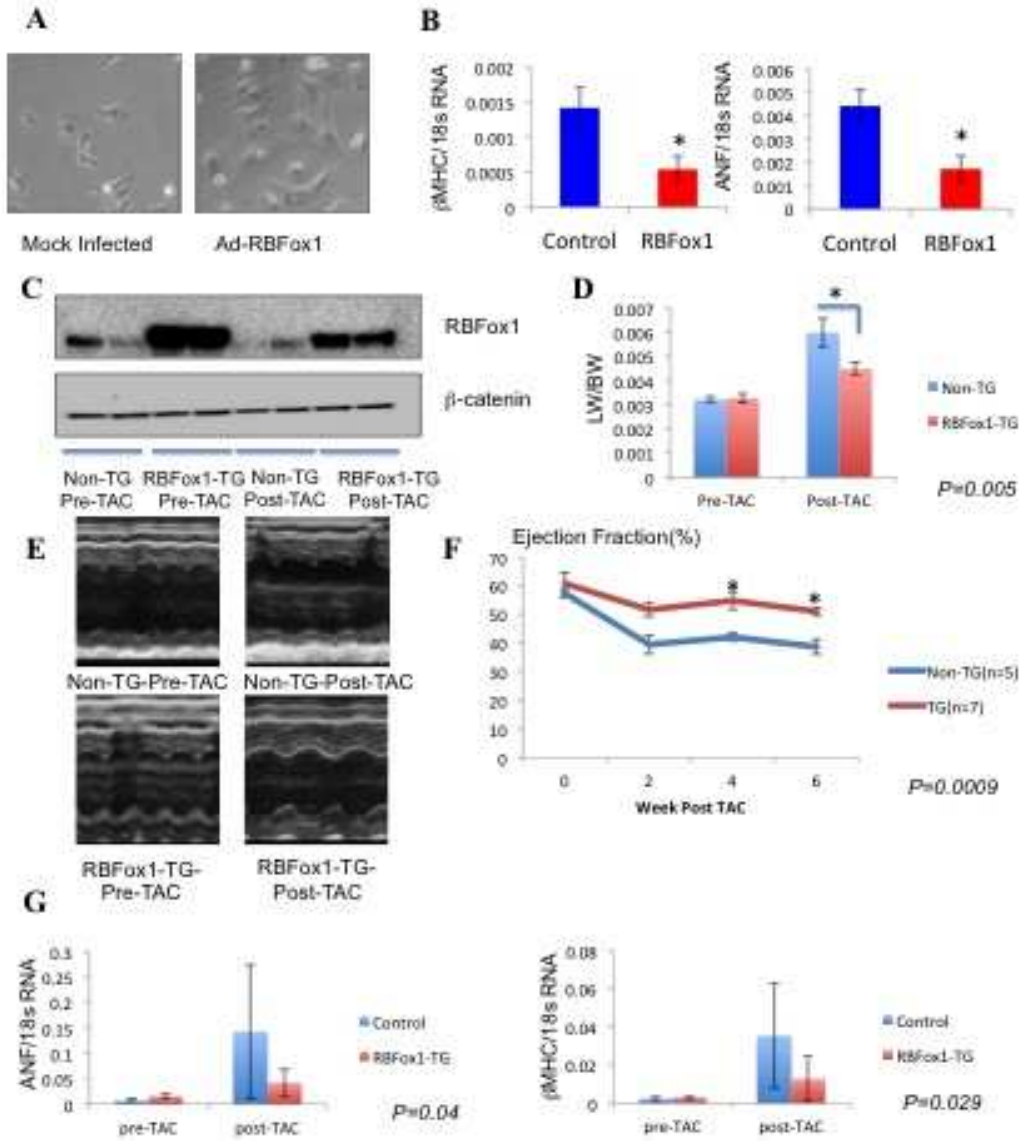 A
Mock Infected
Ad-RBFox1
B
βMHC/18s RNA
0.002
0.0015
0.001
0.0005
0
*
Control
RBFox1
ANF/18s RNA
0.006
0.005
0.004
0.003
0.002
0.001
0
*
Control
RBFox1
C
RBFox1
β-catenin
Non-TG RBFox1-TG Non-TG RBFox1-TG
Pre-TAC Pre-TAC Post-TAC Post-TAC
D
LW/BW
0.007
0.006
0.005
0.004
0.003
0.002
0.001
0
*
Pre-TAC
Post-TAC
Non-TG
RBFox1-TG
P=0.005
E
Non-TG-Pre-TAC
Non-TG-Post-TAC
RBFox1-TG-
Pre-TAC
RBFox1-TG-
Post-TAC
F
Ejection Fraction(%)
70
60
50
40
30
20
10
0
*
*
0
2
4
6
Week Post TAC
Non-TG(n=5)
TG(n=7)
P=0.0009
G
ANF/18s RNA
0.3
0.25
0.2
0.15
0.1
0.05
0
pre-TAC
post-TAC
Control
RBFox1-TG
P=0.04
βMHC/18s RNA
0.08
0.06
0.04
0.02
0
pre-TAC
post-TAC
Control
RBFox1-TG
P=0.029